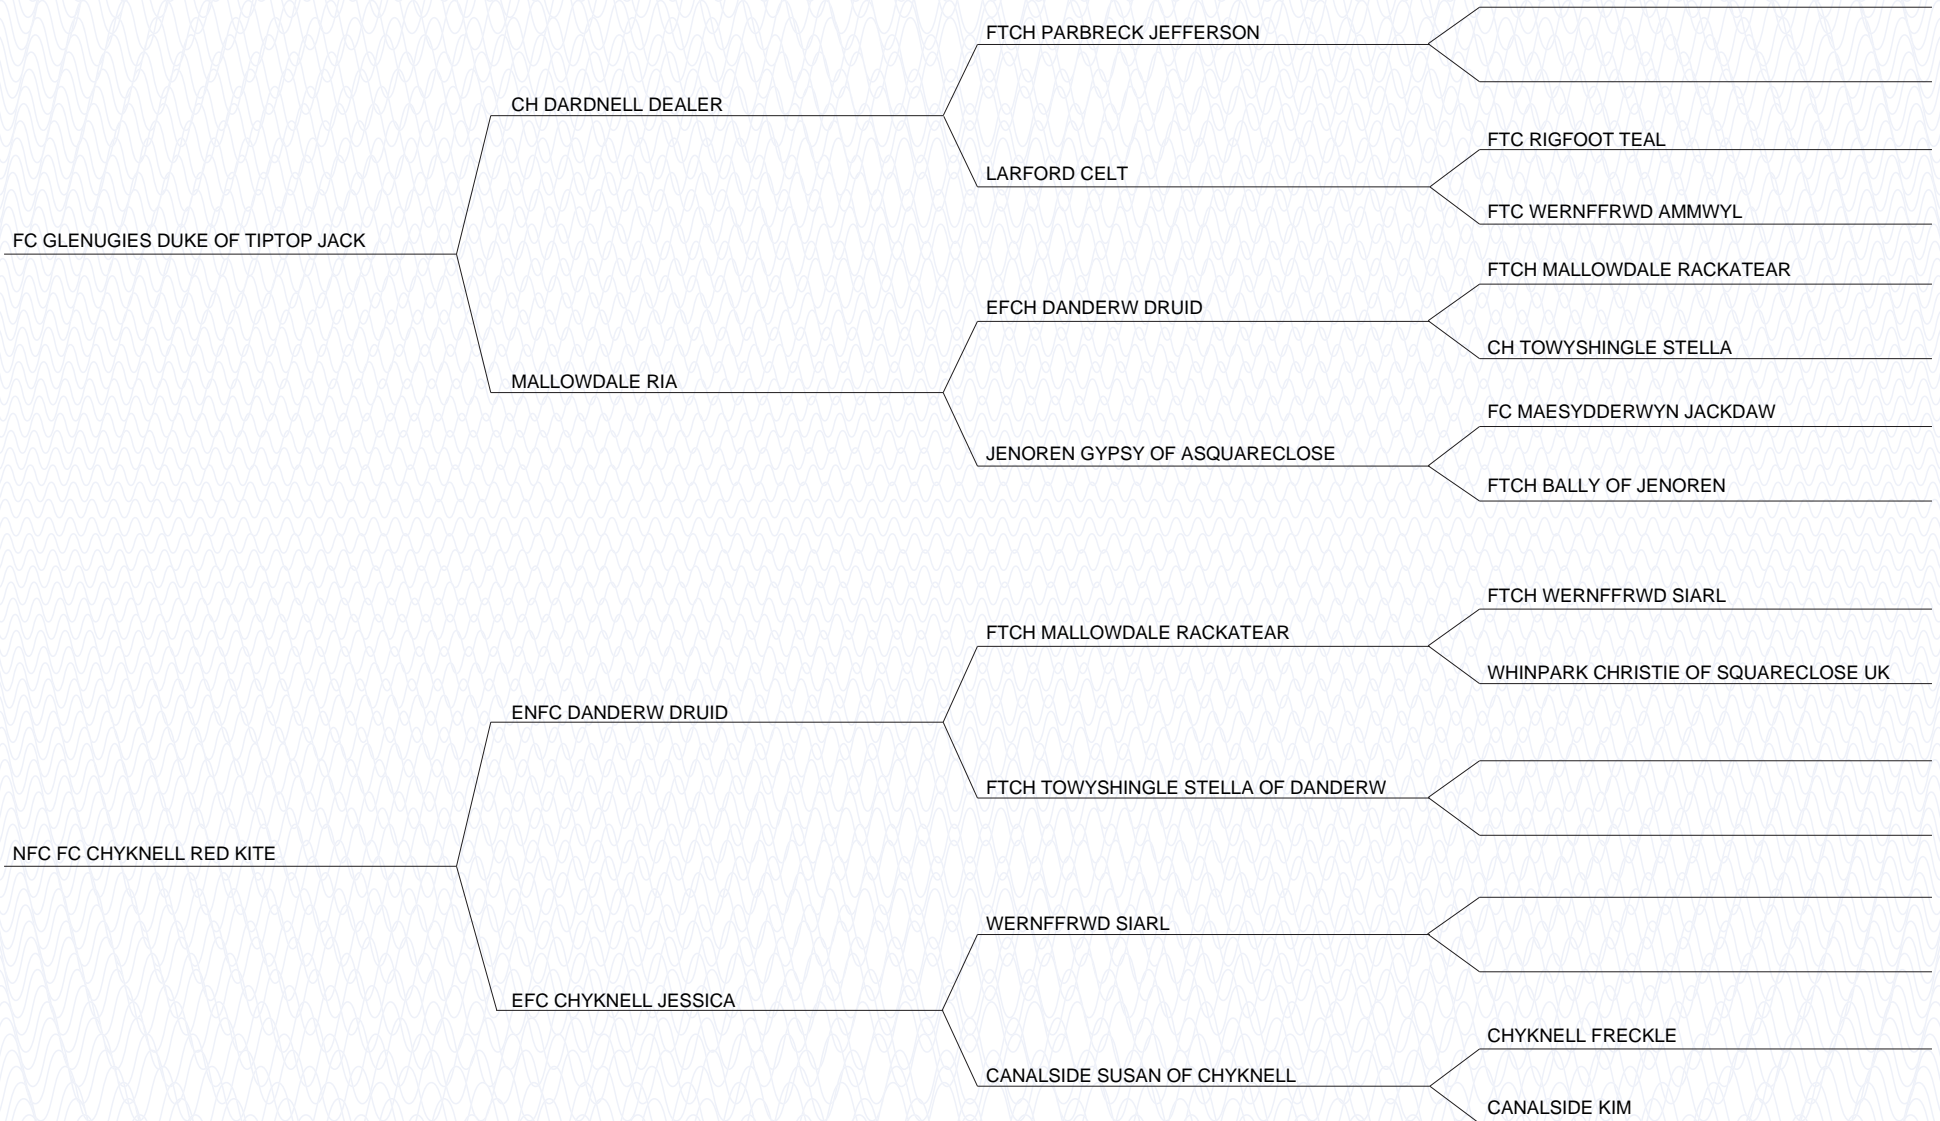 FTCH PARBRECK JEFFERSON
CH DARDNELL DEALER
FTC RIGFOOT TEAL
LARFORD CELT
FTC WERNFFRWD AMMWYL
FC GLENUGIES DUKE OF TIPTOP JACK
FTCH MALLOWDALE RACKATEAR
EFCH DANDERW DRUID
CH TOWYSHINGLE STELLA
MALLOWDALE RIA
FC MAESYDDERWYN JACKDAW
JENOREN GYPSY OF ASQUARECLOSE
FTCH BALLY OF JENOREN
FTCH WERNFFRWD SIARL
FTCH MALLOWDALE RACKATEAR
WHINPARK CHRISTIE OF SQUARECLOSE UK
ENFC DANDERW DRUID
FTCH TOWYSHINGLE STELLA OF DANDERW
NFC FC CHYKNELL RED KITE
WERNFFRWD SIARL
EFC CHYKNELL JESSICA
CHYKNELL FRECKLE
CANALSIDE SUSAN OF CHYKNELL
CANALSIDE KIM